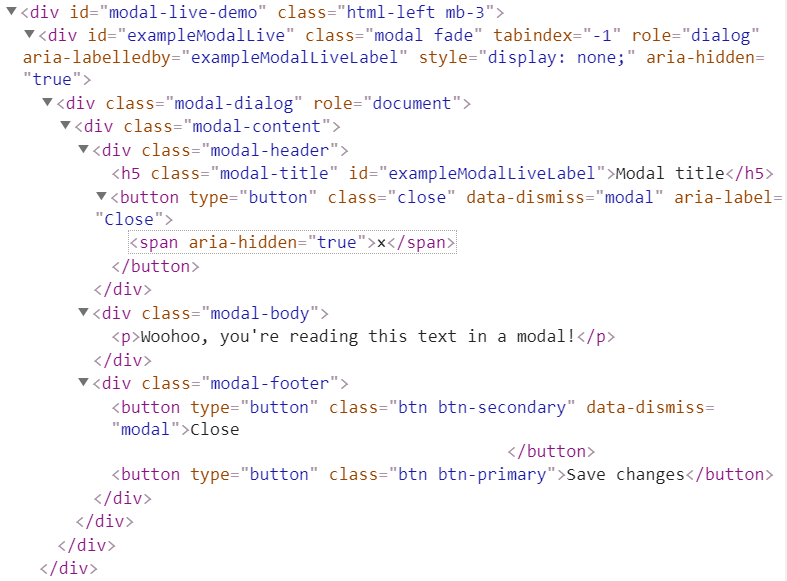 <div id="modal-live-demo" class="html-left mb-3">
<div id="exampleModalLive" class="modal fade" tabindex="-1" role="dialog"
aria-labelledby="exampleModalLiveLabel" style="display: none;" aria-hidden=
"true">
<div class="modal-dialog" role="document">
<div class="modal-content">
<div class="modal-header">
<h5 class="modal-title" id="exampleModalLiveLabel">Modal title</h5>
<button type="button" class="close" data-dismiss="modal" aria-label=
"Close">
<span aria-hidden="true">×</span>
</button>
</div>
<div class="modal-body">
<p>Woohoo, you're reading this text in a modal!</p>
</div>
<div class="modal-footer">
<button type="button" class="btn btn-secondary" data-dismiss=
"modal">Close
</button>
<button type="button" class="btn btn-primary">Save changes</button>
</div>
</div>
</div>
</div>